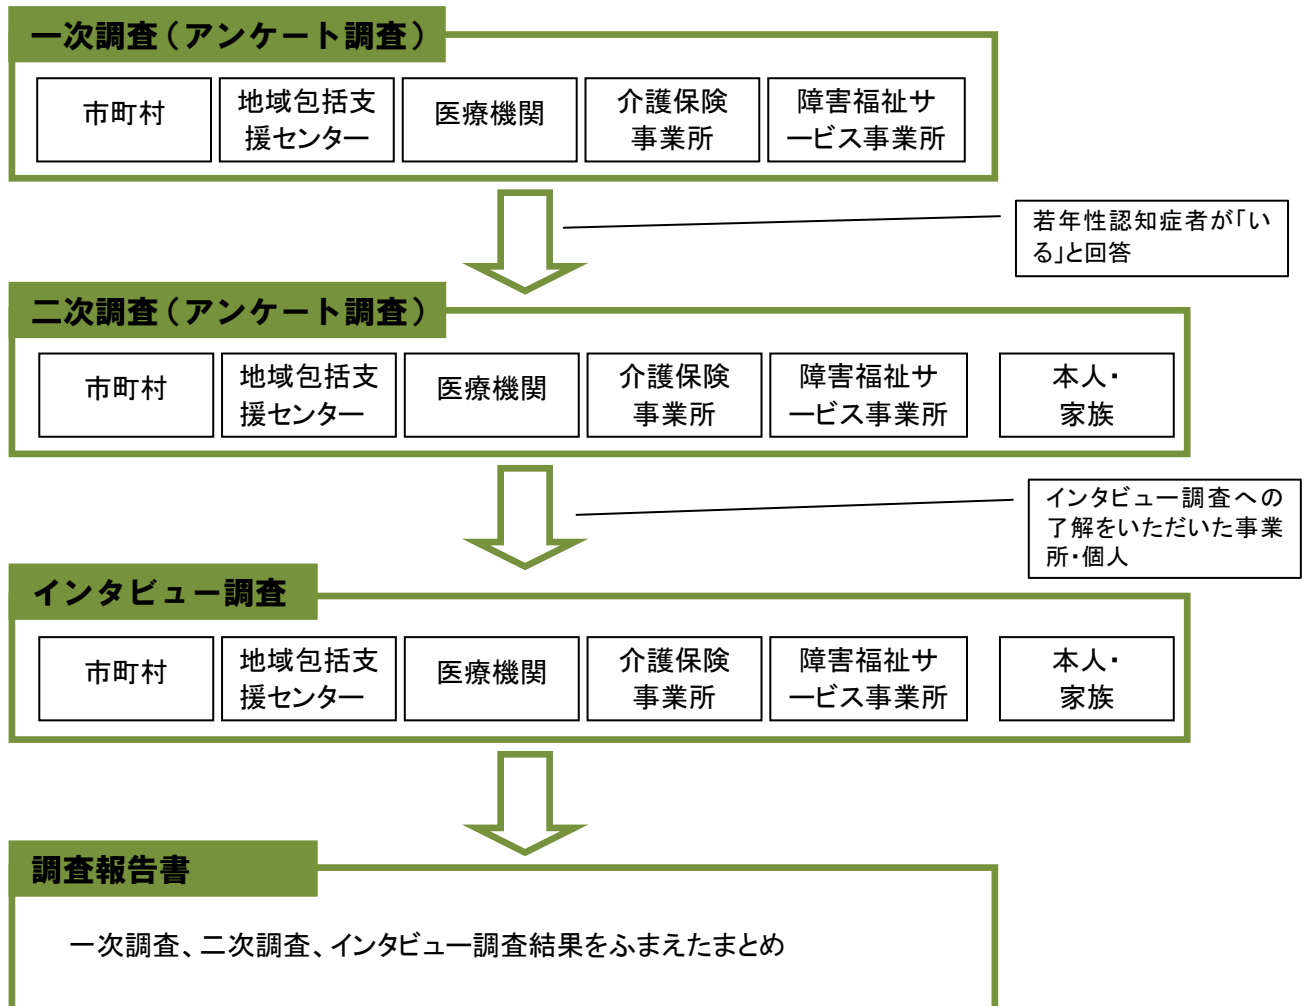 一次調査（アンケート調査）
市町村
地域包括支
援センター
医療機関
介護保険
事業所
障害福祉サ
ービス事業所
若年性認知症者が「い
る」と回答
二次調査（アンケート調査）
市町村
地域包括支
援センター
医療機関
介護保険
事業所
障害福祉サ
ービス事業所
本人・
家族
インタビュー調査への
了解をいただいた事業
所・個人
インタビュー調査
市町村
地域包括支
援センター
医療機関
介護保険
事業所
障害福祉サ
ービス事業所
本人・
家族
調査報告書
一次調査、二次調査、インタビュー調査結果をふまえたまとめ